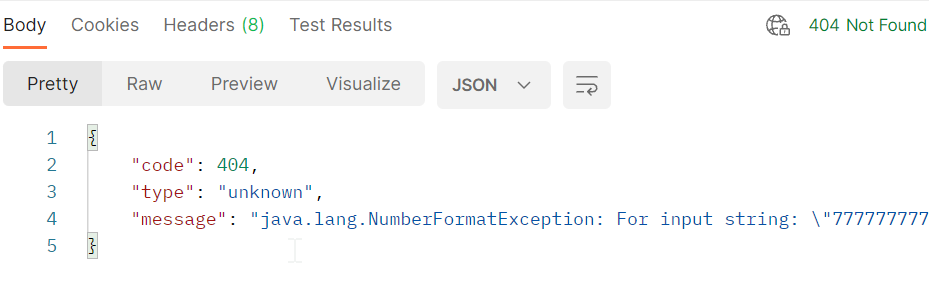 Body Cookies Headers (8) Test Results 404 Not Found
Pretty Raw Preview Visualize JSON
1 {
2 "code": 404,
3 "type": "unknown",
4 "message": "java.lang.NumberFormatException: For input string: \"777777777
5 }